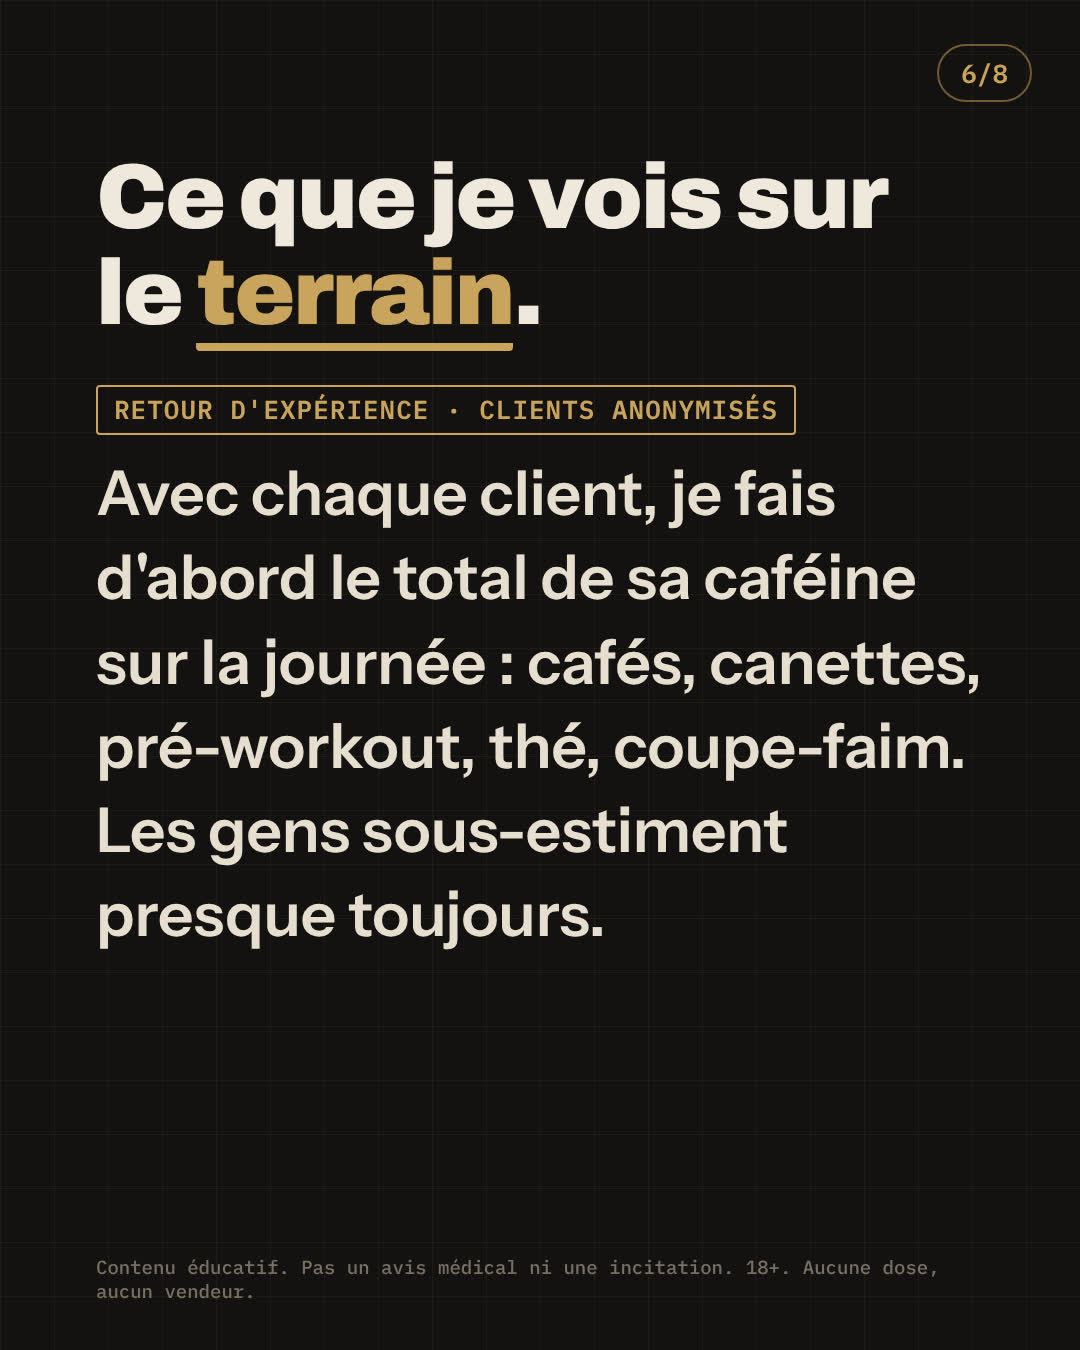 6/8
Ce que je vois sur
le terrain.
RETOUR D'EXPÉRIENCE · CLIENTS ANONYMISÉS
Avec chaque client, je fais
d'abord le total de sa caféine
sur la journée : cafés, canettes,
pré-workout, thé, coupe-faim.
Les gens sous-estiment
presque toujours.
Contenu éducatif. Pas un avis médical ni une incitation. 18+. Aucune dose,
aucun vendeur.